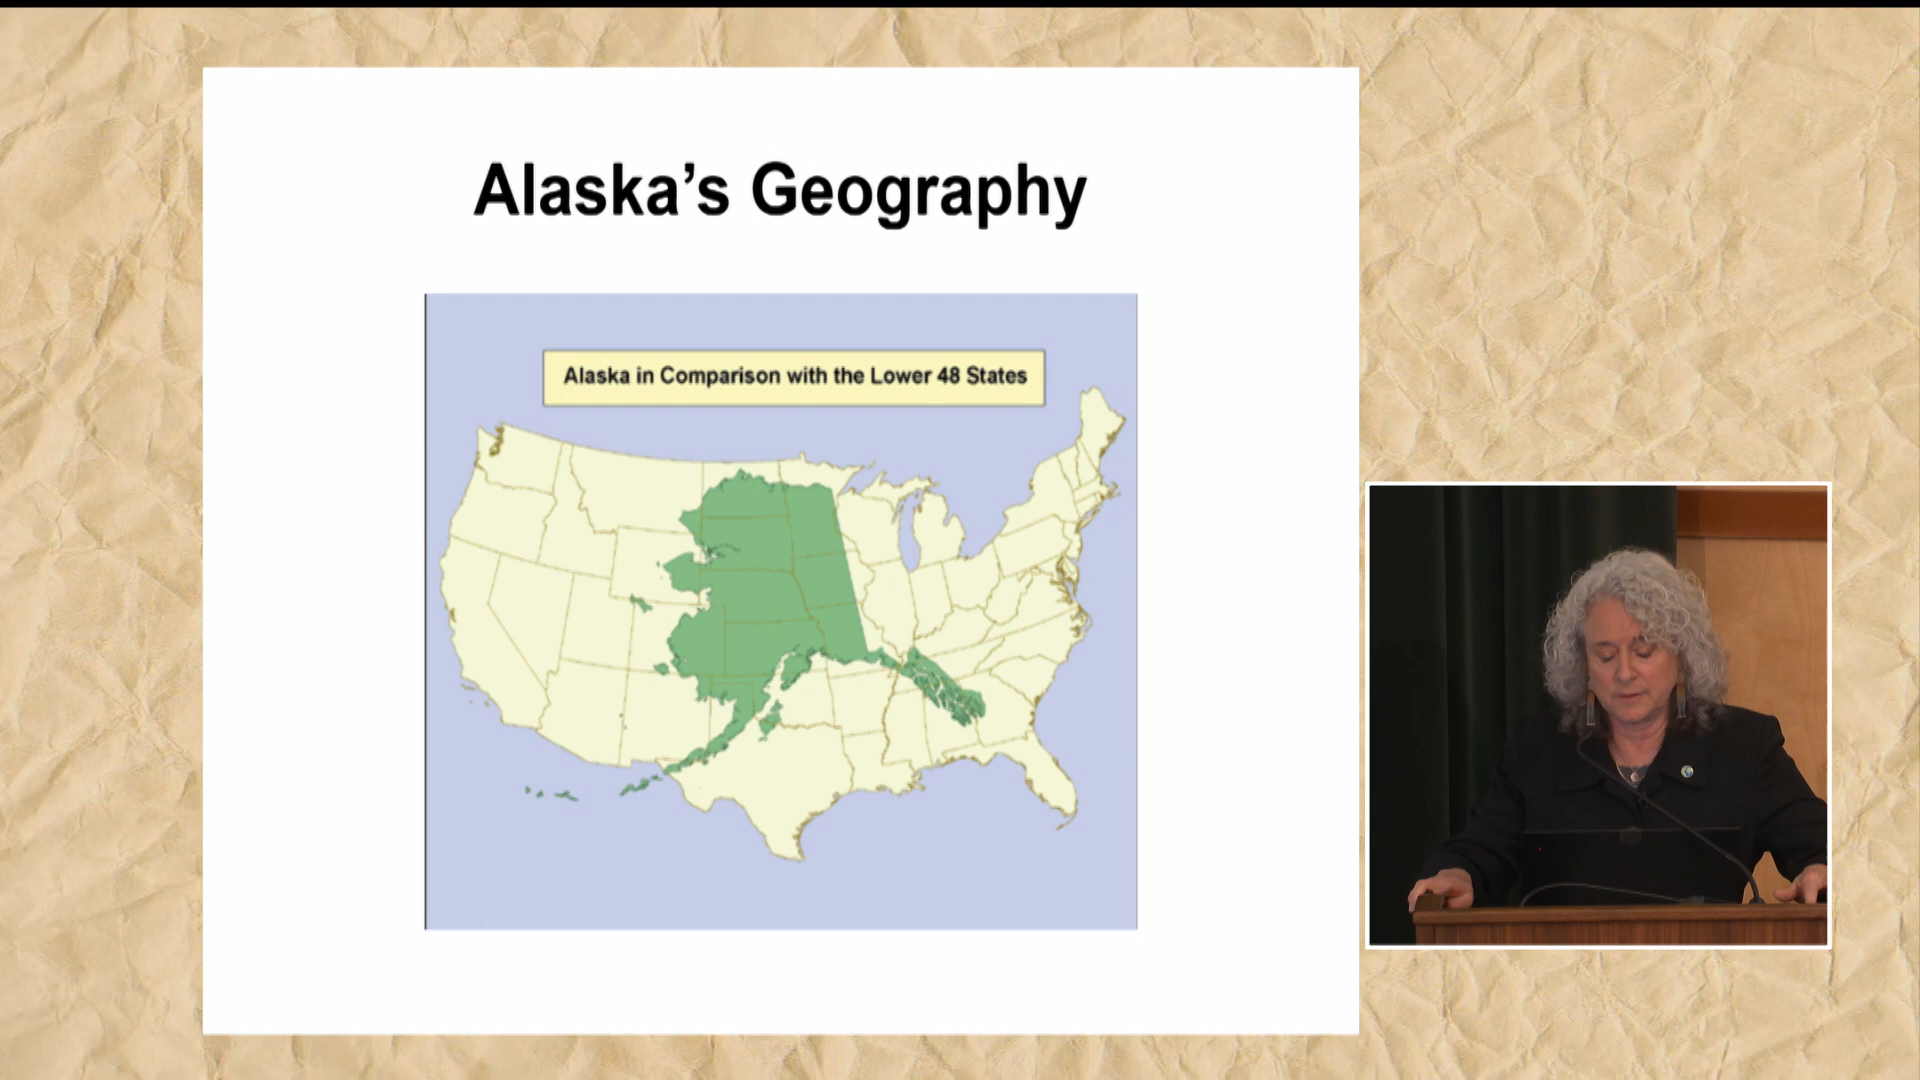 Alaska’s Geography
Alaska in Comparison with the Lower 48 States